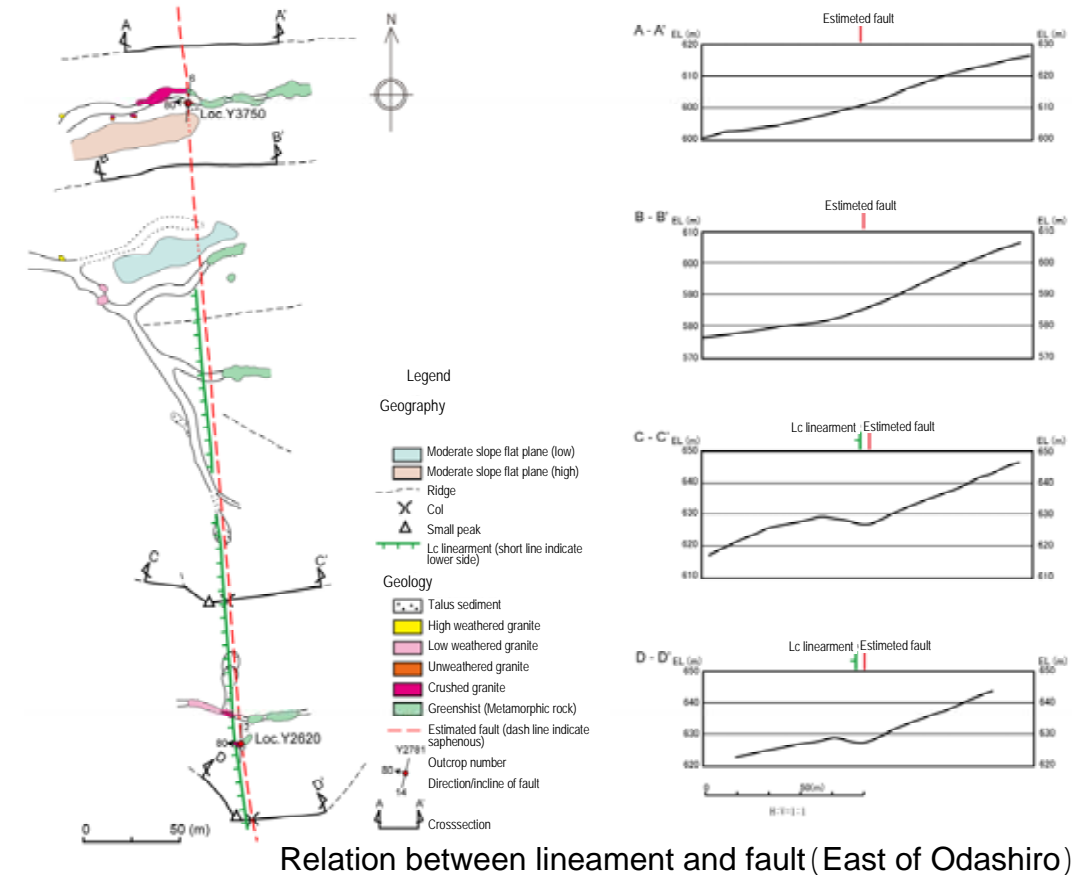 A
A'
N
8
80
Loc.Y3750
B
B'
C
C'
80
Loc.Y2620
D
D'
0 50 (m)
Legend
Geography
Moderate slope flat plane (low)
Moderate slope flat plane (high)
Ridge
Col
Small peak
Lc linearment (short line indicate
lower side)
Geology
Talus sediment
High weathered granite
Low weathered granite
Unweathered granite
Crushed granite
Greenshist (Metamorphic rock)
Estimated fault (dash line indicate
saphenous)
Y2781
Outcrop number
80
Direction/incline of fault
14
A A'
Crosssection
Estimeted fault
A - A' EL (m) EL (m)
620 630
610 620
600 610
600 600
Estimeted fault
B - B' EL (m) EL (m)
610 610
600 600
590 590
580 580
570 570
Lc linearment Estimeted fault
C - C' EL (m) EL (m)
650 650
640 640
630 630
620 620
610 610
Lc linearment Estimeted fault
D - D' EL (m) EL (m)
650 650
640 640
630 630
620 620
0 50(m)
H:V=1:1
Relation between lineament and fault(East of Odashiro)